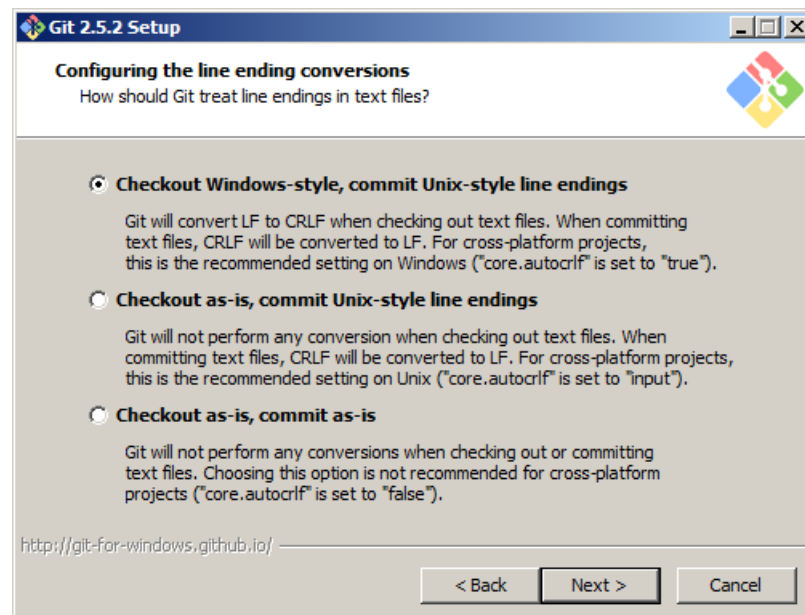 Git 2.5.2 Setup
Configuring the line ending conversions
How should Git treat line endings in text files?
Checkout Windows-style, commit Unix-style line endings
Git will convert LF to CRLF when checking out text files. When committing
text files, CRLF will be converted to LF. For cross-platform projects,
this is the recommended setting on Windows ("core.autocrlf" is set to "true").
Checkout as-is, commit Unix-style line endings
Git will not perform any conversion when checking out text files. When
committing text files, CRLF will be converted to LF. For cross-platform projects,
this is the recommended setting on Unix ("core.autocrlf" is set to "input").
Checkout as-is, commit as-is
Git will not perform any conversions when checking out or committing
text files. Choosing this option is not recommended for cross-platform
projects ("core.autocrlf" is set to "false").
http://git-for-windows.github.io/
< Back Next > Cancel